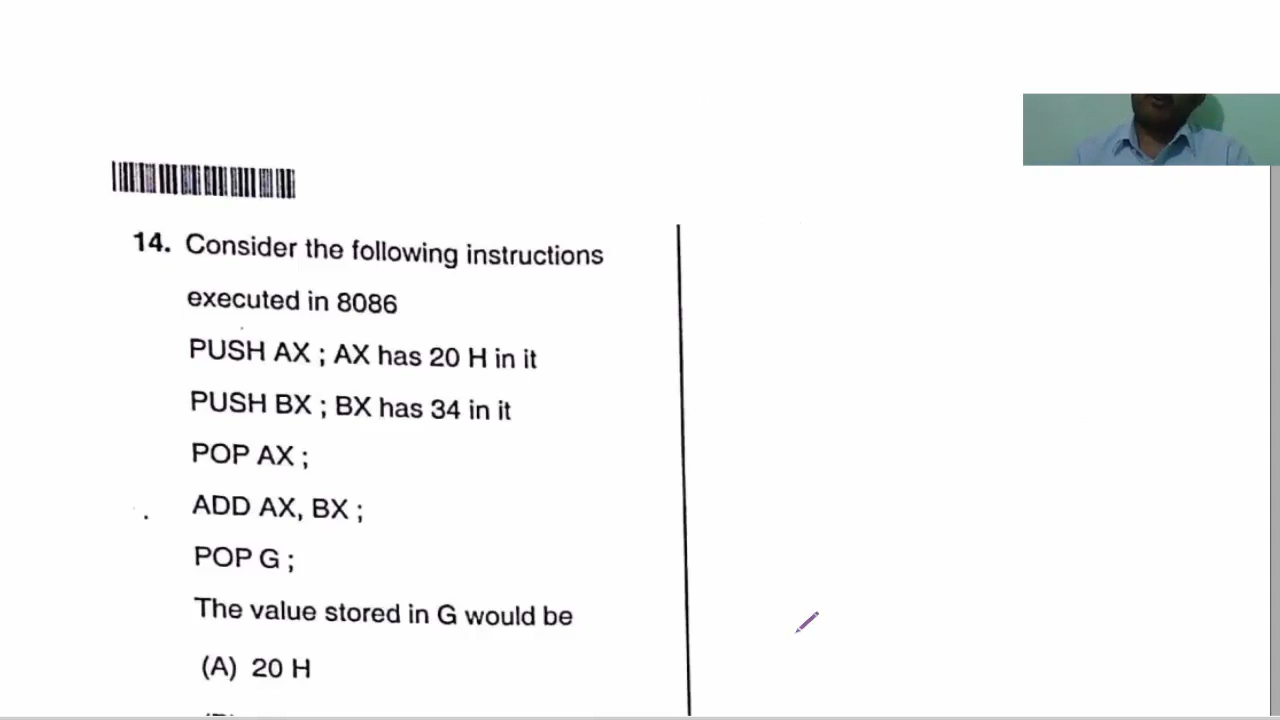 14. Consider the following instructions
executed in 8086
PUSH AX ; AX has 20 H in it
PUSH BX ; BX has 34 in it
POP AX ;
ADD AX, BX ;
POP G ;
The value stored in G would be
(A) 20 H